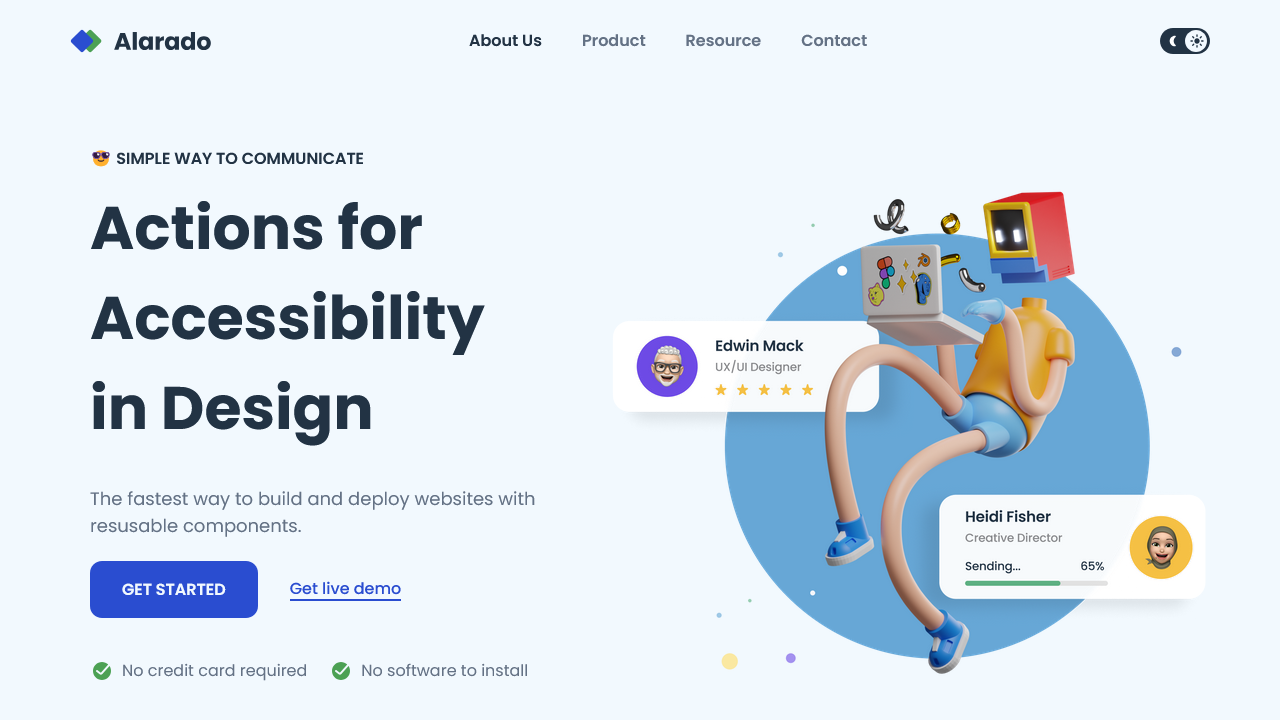 Alarado
About Us
Product
Resource
Contact
SIMPLE WAY TO COMMUNICATE
Actions for
Accessibility
in Design
The fastest way to build and deploy websites with
resusable components.
GET STARTED
Get live demo
No credit card required
No software to install
Edwin Mack
UX/UI Designer
Heidi Fisher
Creative Director
Sending...
65%